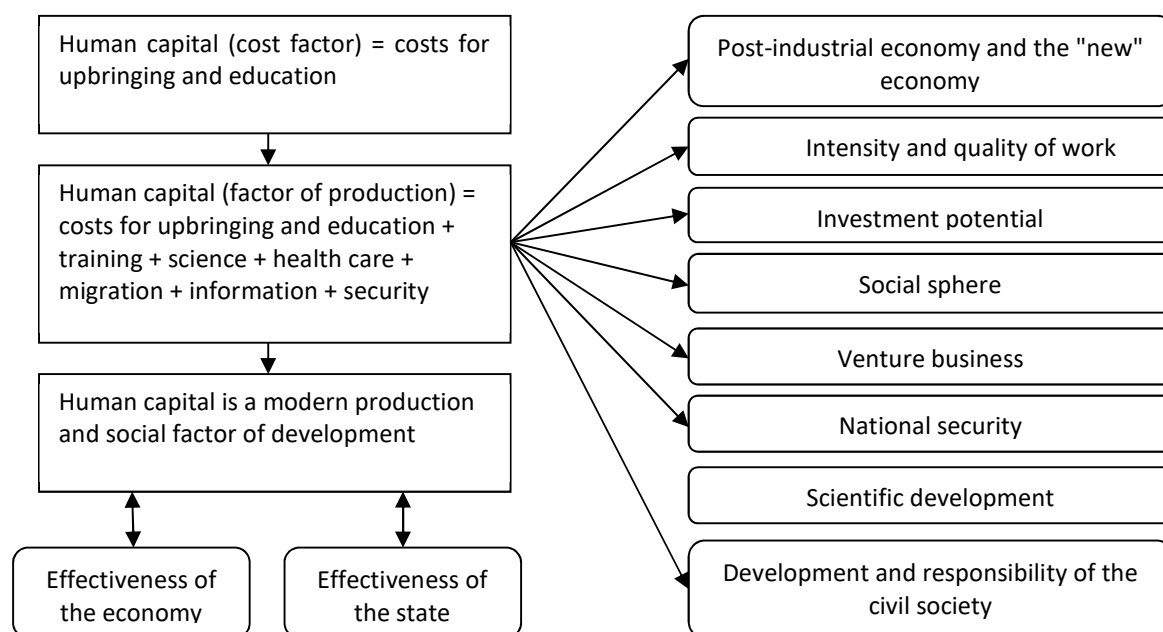 Human capital (cost factor) = costs for
upbringing and education
Human capital (factor of production) =
costs for upbringing and education +
training + science + health care +
migration + information + security
Human capital is a modern production
and social factor of development
Effectiveness of
the economy
Effectiveness of
the state
Post-industrial economy and the "new"
economy
Intensity and quality of work
Investment potential
Social sphere
Venture business
National security
Scientific development
Development and responsibility of the
civil society